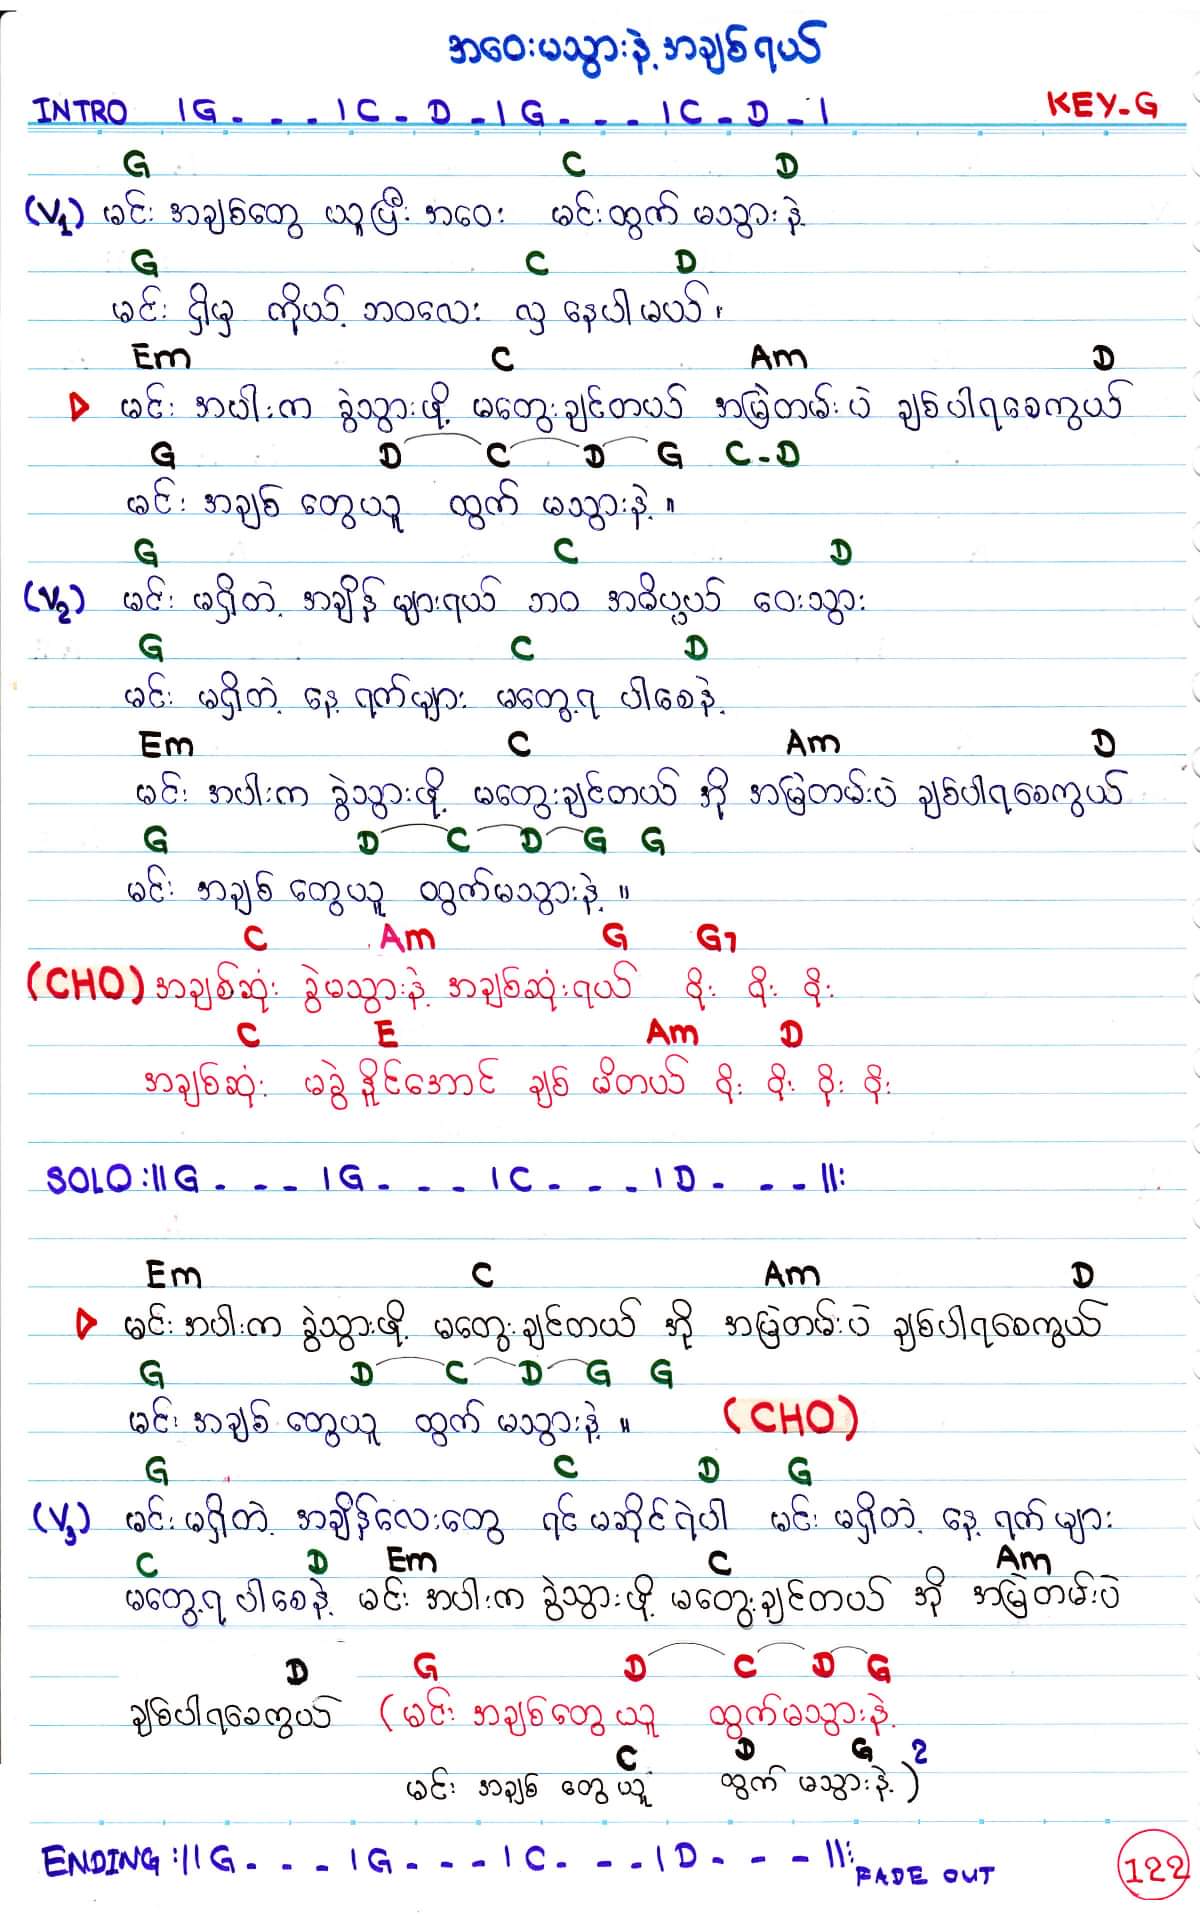 အဝေးမသွားနဲ့ အချစ်ရယ်
INTRO |G - - - |C - D -|G - - - |C - D - | KEY-G
G C D
(V1) မင်း အချစ်တွေ ယူပြီး အဝေး မင်းထွက် မသွားနဲ့
G C D
မင်း ရှိမှ ကိုယ့် ဘဝလေး လှ နေပါမယ်။
Em C Am D
မင်း အပါးက ခွဲသွားဖို့ မတွေးချင်တယ် အမြဲတမ်းပဲ ချစ်ပါရစေကွယ်
G D C D G C-D
မင်း အချစ် တွေယူ ထွက် မသွားနဲ့ ။
G C D
(V2) မင်း မရှိတဲ့ အချိန် များရယ် ဘဝ အဓိပ္ပယ် ဝေးသွား
G C D
မင်း မရှိတဲ့ နေ့ ရက်များ မတွေ့ရ ပါစေနဲ့
Em C Am D
မင်း အပါးက ခွဲသွားဖို့ မတွေးချင်တယ် အို အမြဲတမ်းပဲ ချစ်ပါရစေကွယ်
G D C D G G
မင်း အချစ် တွေယူ ထွက်မသွားနဲ့ ။
C Am G G7
(CHO) အချစ်ဆုံး ခွဲမသွားနဲ့ အချစ်ဆုံးရယ် ဗိုး ဗိုး ဗိုး
C E Am D
အချစ်ဆုံး မခွဲ နိုင်အောင် ချစ် မိတယ် ဗိုး ဗိုး ဗိုး ဗိုး
SOLO :||G - - - |G - - - |C - - - |D - - - ||:
Em C Am D
မင်း အပါးက ခွဲသွားဖို့ မတွေးချင်တယ် အို အမြဲတမ်းပဲ ချစ်ပါရစေကွယ်
G D C D G G
မင်း အချစ် တွေယူ ထွက် မသွားနဲ့ ။ (CHO)
G C D G
(V3) မင်း မရှိတဲ့ အချိန်လေးတွေ ရင် မဆိုင်ရဲပါ မင်း မရှိတဲ့ နေ့ ရက် များ
C D Em C Am
မတွေ့ရ ပါစေနဲ့ မင်း အပါးက ခွဲသွားဖို့ မတွေးချင်တယ် အို အမြဲတမ်းပဲ
D G D C D G
ချစ်ပါရစေကွယ် (မင်း အချစ်တွေ ယူ ထွက်မသွားနဲ့
C D G 2
မင်း အချစ် တွေ ယူ ထွက် မသွားနဲ့)
ENDING :||G - - - |G - - - |C - - - |D - - - ||: FADE OUT
122